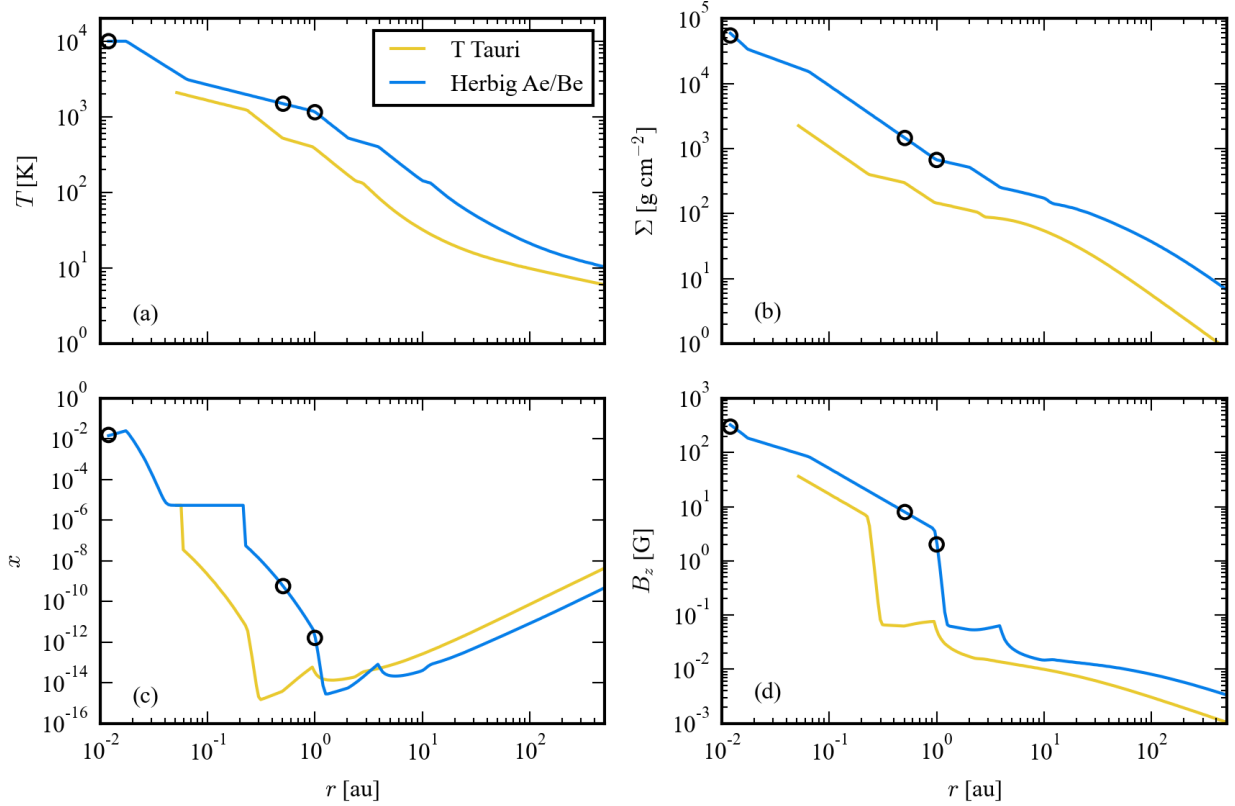 10⁴
10³
10²
10¹
10⁰
T [K]
(a)
T Tauri
Herbig Ae/Be
10⁵
10⁴
10³
10²
10¹
10⁰
Σ [g cm⁻²]
(b)
10⁰
10⁻²
10⁻⁴
10⁻⁶
10⁻⁸
10⁻¹⁰
10⁻¹²
10⁻¹⁴
10⁻¹⁶
x
(c)
10⁻² 10⁻¹ 10⁰ 10¹ 10²
r [au]
10³
10²
10¹
10⁰
10⁻¹
10⁻²
10⁻³
B_z [G]
(d)
10⁻² 10⁻¹ 10⁰ 10¹ 10²
r [au]